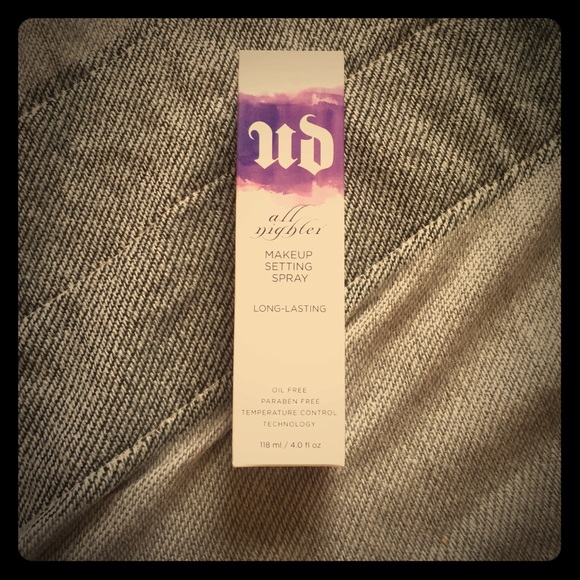 ud
all
nighter
MAKEUP
SETTING
SPRAY
LONG-LASTING
OIL FREE
PARABEN FREE
TEMPERATURE CONTROL
TECHNOLOGY
118 ml / 4.0 fl oz